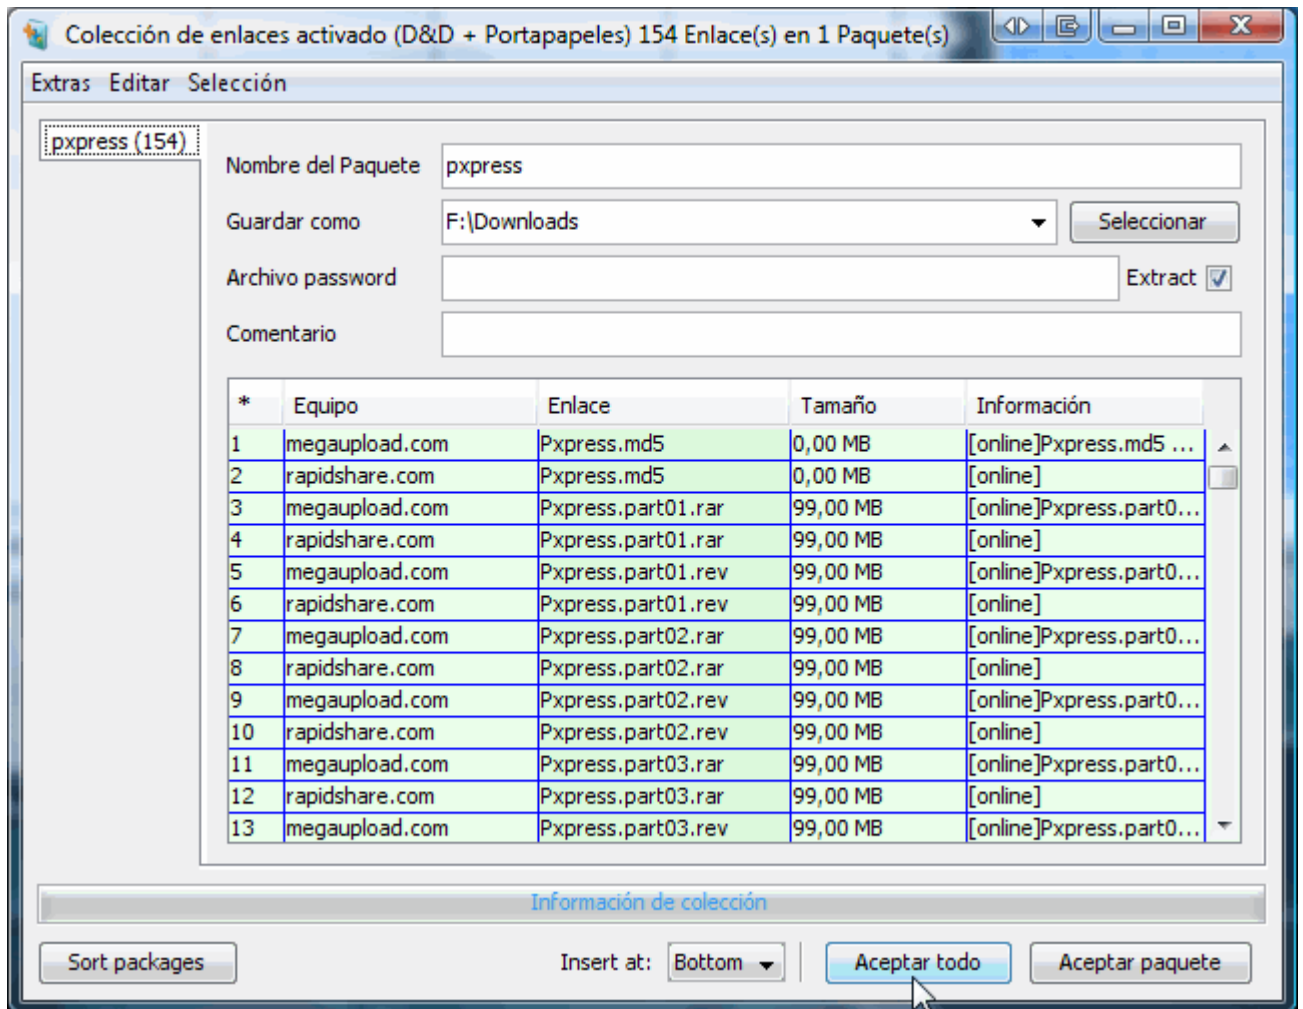 Colección de enlaces activado (D&D + Portapapeles) 154 Enlace(s) en 1 Paquete(s)
Extras Editar Selección
pxpress (154)
Nombre del Paquete pxpress
Guardar como F:\Downloads Seleccionar
Archivo password Extract
Comentario
* Equipo Enlace Tamaño Información
1 megaupload.com Pxpress.md5 0,00 MB [online]Pxpress.md5 ...
2 rapidshare.com Pxpress.md5 0,00 MB [online]
3 megaupload.com Pxpress.part01.rar 99,00 MB [online]Pxpress.part0...
4 rapidshare.com Pxpress.part01.rar 99,00 MB [online]
5 megaupload.com Pxpress.part01.rev 99,00 MB [online]Pxpress.part0...
6 rapidshare.com Pxpress.part01.rev 99,00 MB [online]
7 megaupload.com Pxpress.part02.rar 99,00 MB [online]Pxpress.part0...
8 rapidshare.com Pxpress.part02.rar 99,00 MB [online]
9 megaupload.com Pxpress.part02.rev 99,00 MB [online]Pxpress.part0...
10 rapidshare.com Pxpress.part02.rev 99,00 MB [online]
11 megaupload.com Pxpress.part03.rar 99,00 MB [online]Pxpress.part0...
12 rapidshare.com Pxpress.part03.rar 99,00 MB [online]
13 megaupload.com Pxpress.part03.rev 99,00 MB [online]Pxpress.part0...
Información de colección
Sort packages Insert at: Bottom Aceptar todo Aceptar paquete